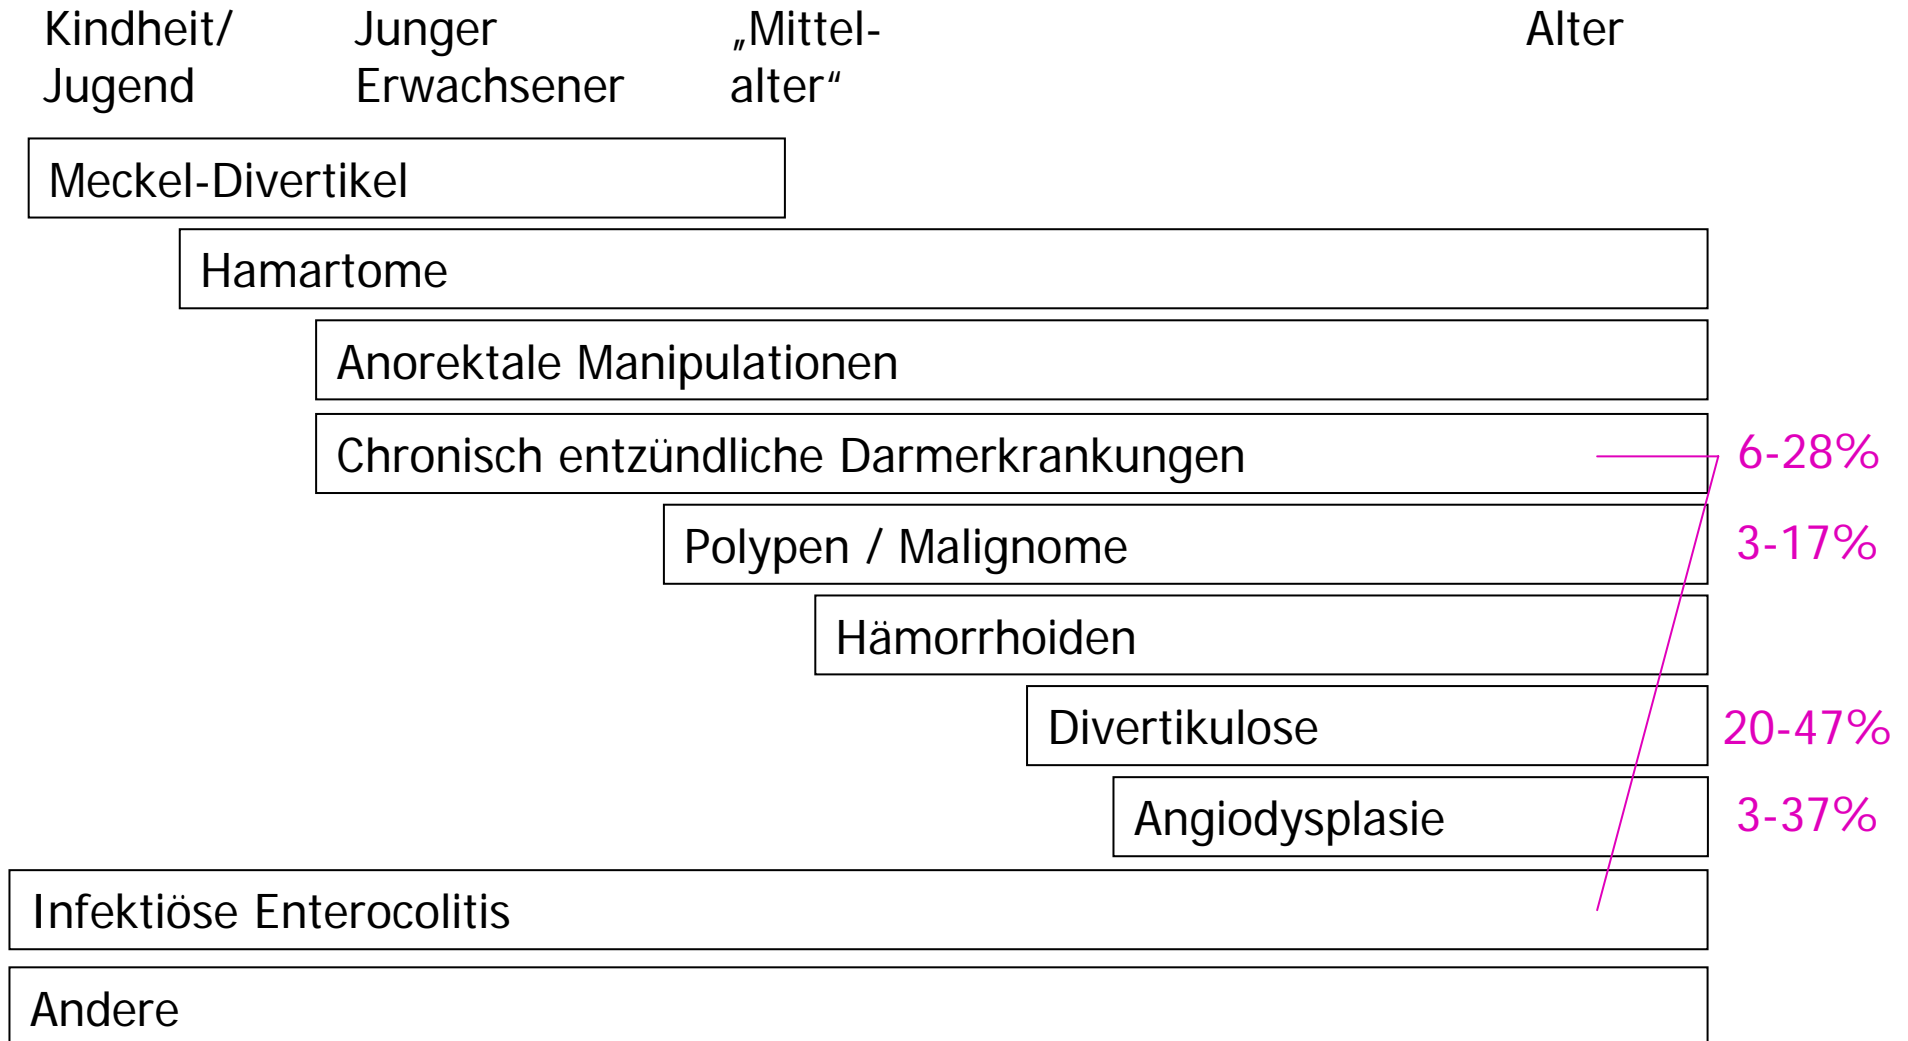 Kindheit/ Junger „Mittel- Alter
Jugend Erwachsener alter“
Meckel-Divertikel
Hamartome
Anorektale Manipulationen
Chronisch entzündliche Darmerkrankungen 6-28%
Polypen / Malignome 3-17%
Hämorrhoiden
Divertikulose 20-47%
Angiodysplasie 3-37%
Infektiöse Enterocolitis
Andere